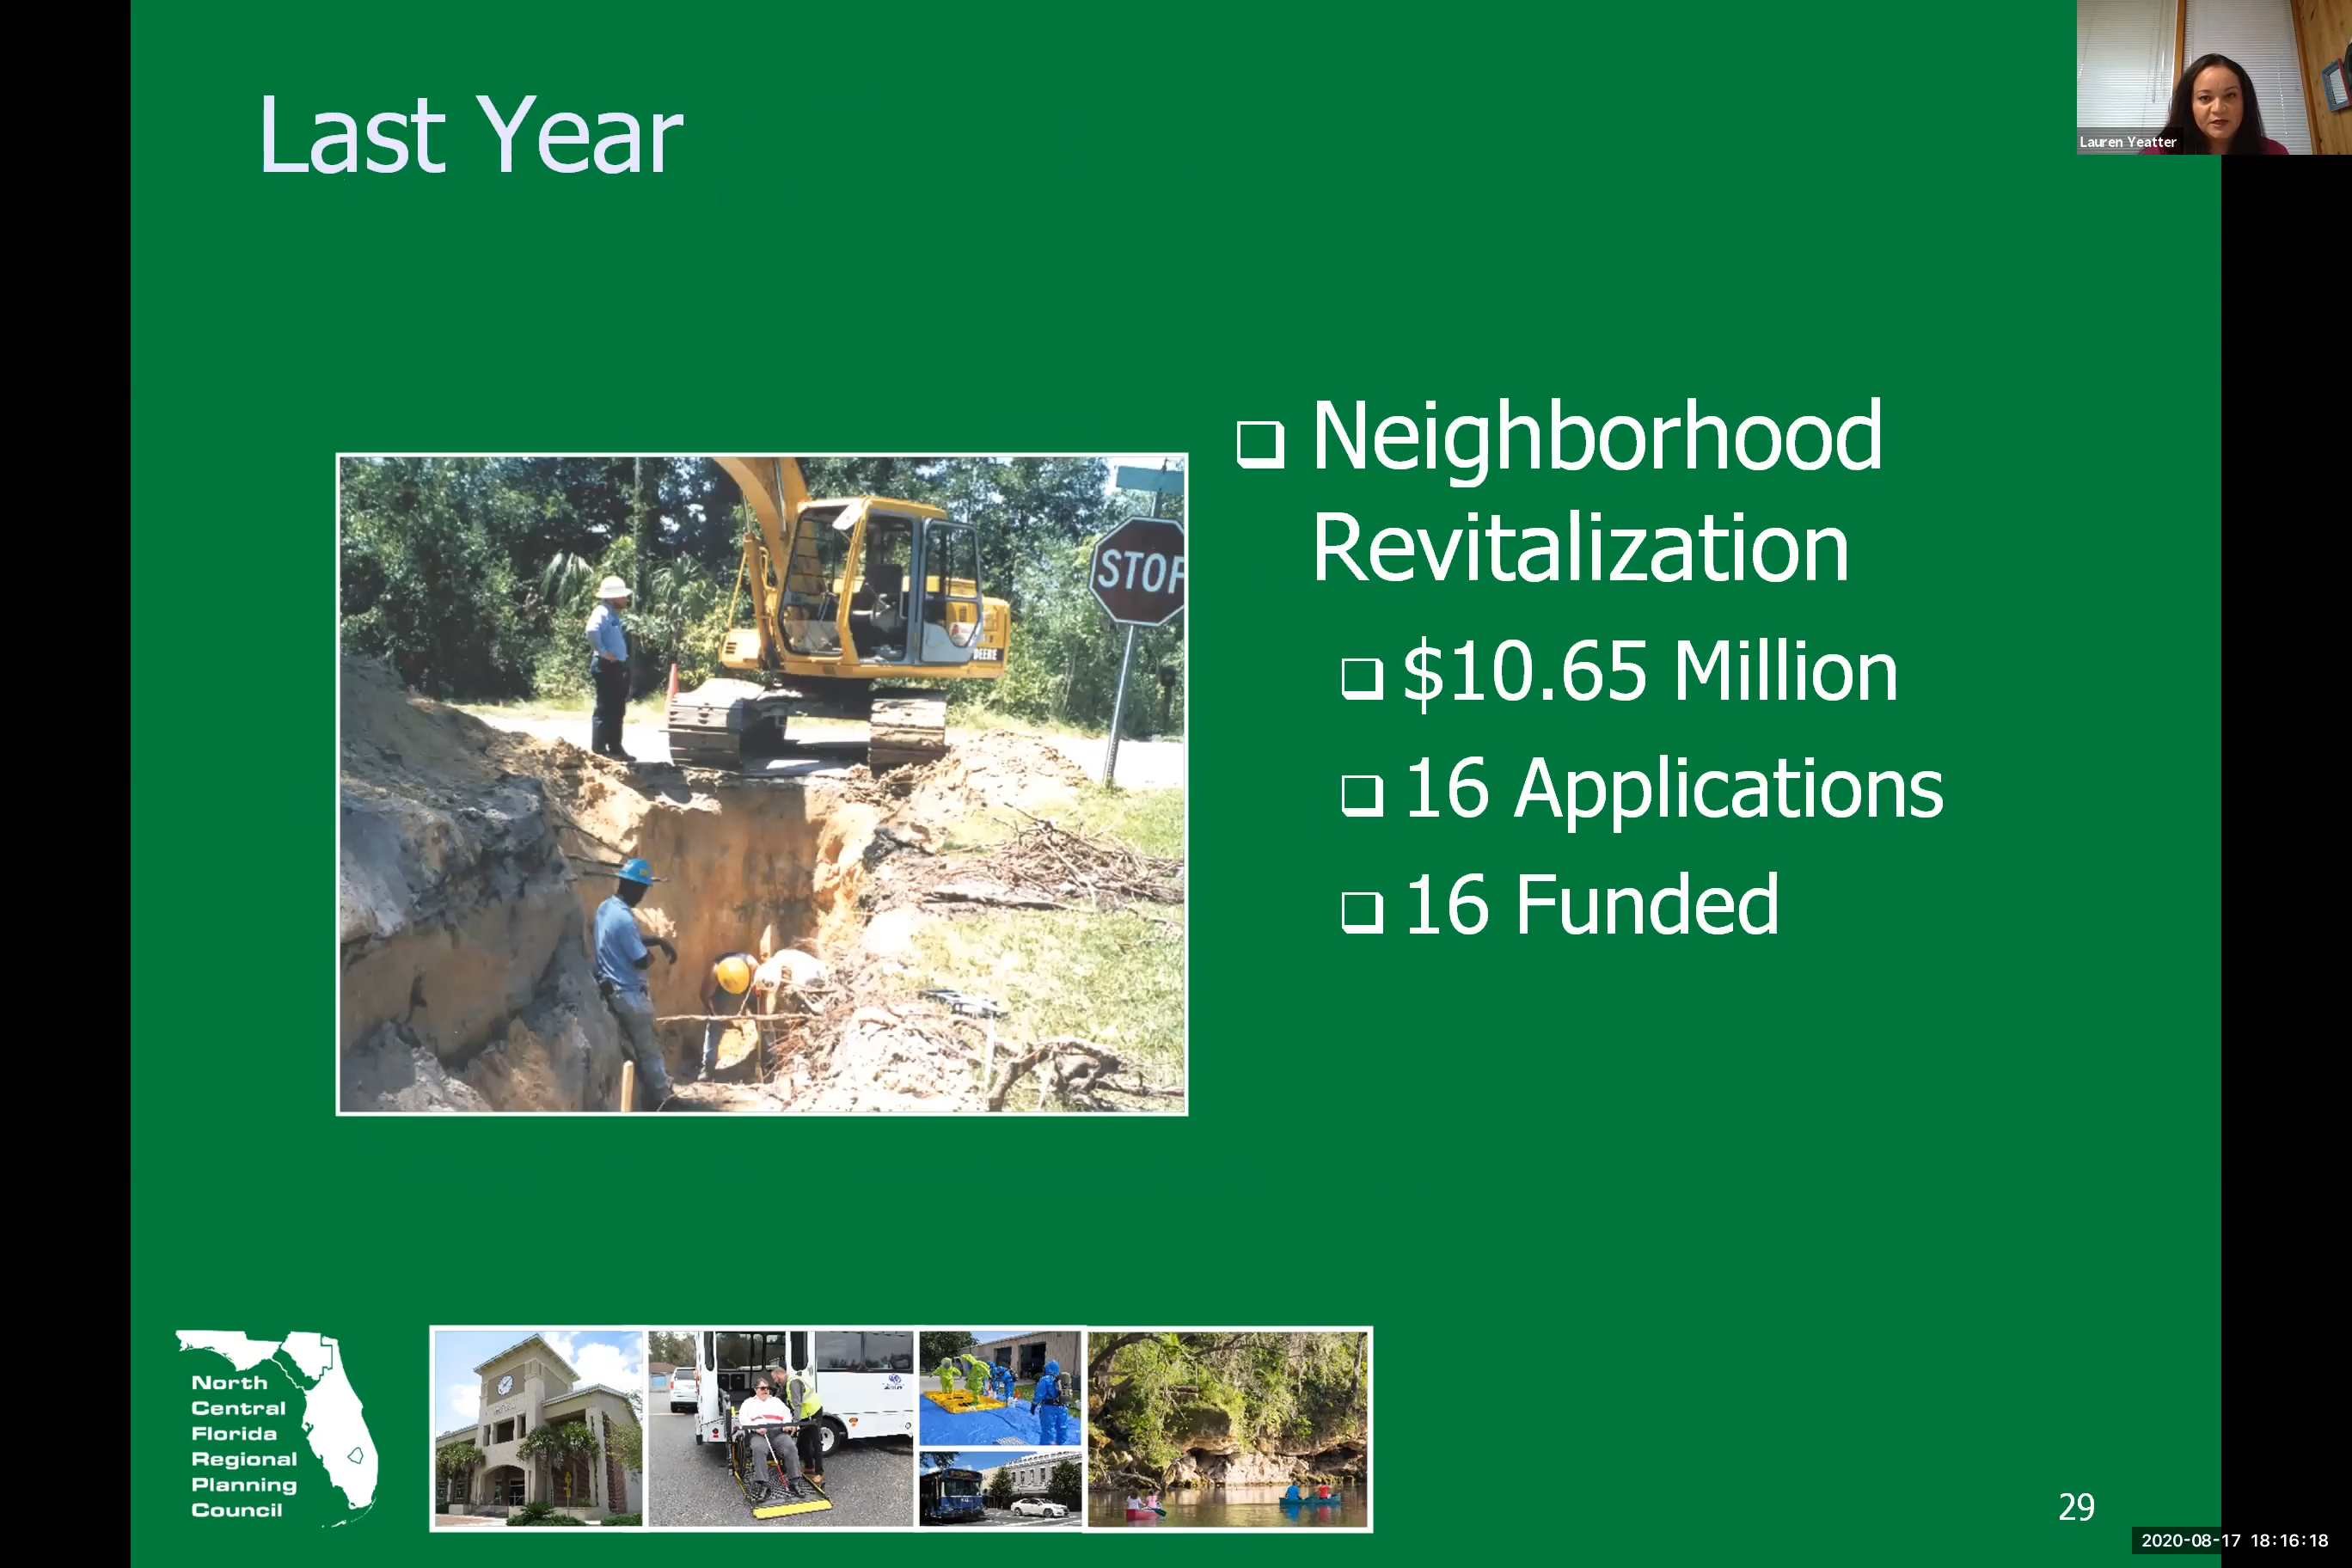 Last Year
Lauren Yeatter
Neighborhood
Revitalization
$10.65 Million
16 Applications
16 Funded
STOP
DEERE
North
Central
Florida
Regional
Planning
Council
29
2020-08-17 18:16:18